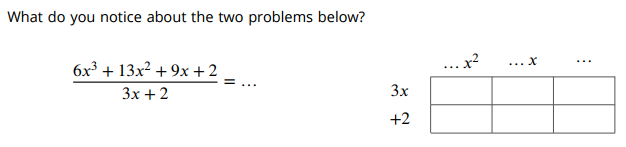 What do you notice about the two problems below?
6x³ + 13x² + 9x + 2
3x + 2
= ...
... x² ... x ...
3x
+2